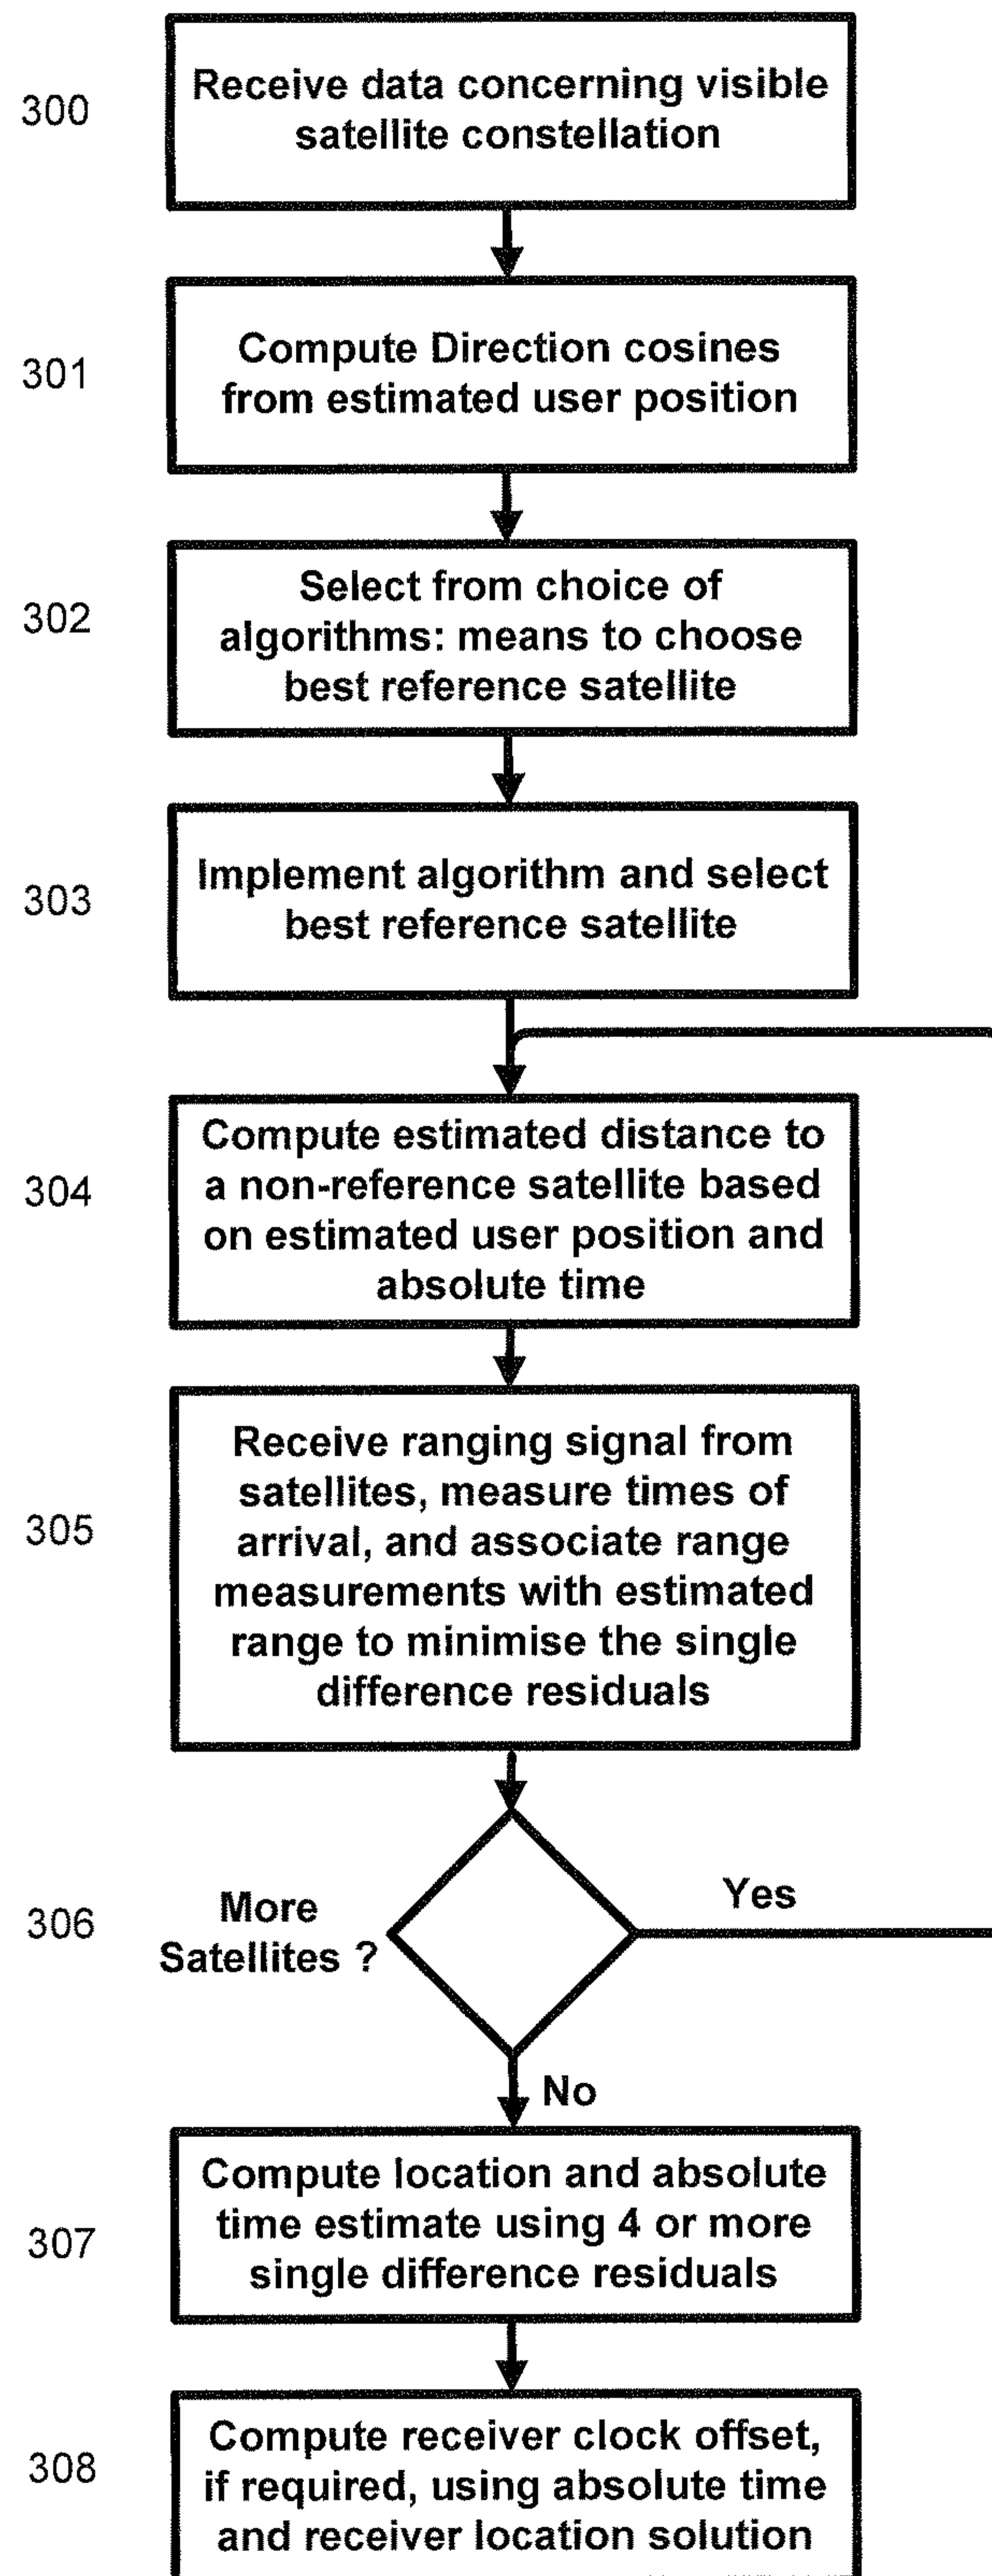 300
Receive data concerning visible
satellite constellation
301
Compute Direction cosines
from estimated user position
302
Select from choice of
algorithms: means to choose
best reference satellite
303
Implement algorithm and select
best reference satellite
304
Compute estimated distance to
a non-reference satellite based
on estimated user position and
absolute time
305
Receive ranging signal from
satellites, measure times of
arrival, and associate range
measurements with estimated
range to minimise the single
difference residuals
306
More
Satellites ?
Yes
No
307
Compute location and absolute
time estimate using 4 or more
single difference residuals
308
Compute receiver clock offset,
if required, using absolute time
and receiver location solution